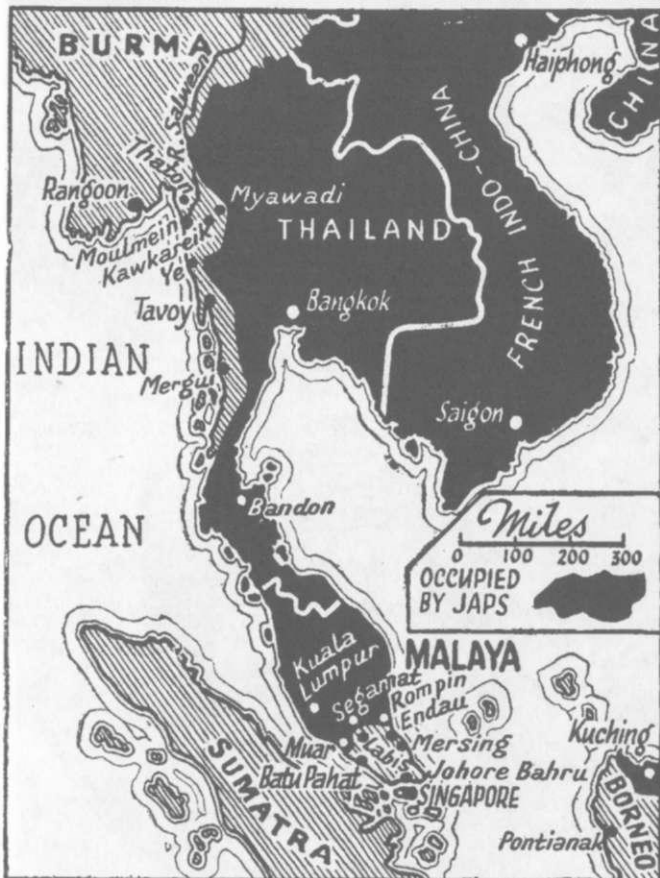 BURMA
R. Salween
Haiphong
CHINA
Thaton
Rangoon
Myawadi
Moulmein
Kawkareik
Ye
THAILAND
FRENCH INDO-CHINA
Tavoy
Bangkok
INDIAN
Mergui
Saigon
Bandon
OCEAN
Miles
0 100 200 300
OCCUPIED
BY JAPS
Kuala
Lumpur
MALAYA
Segamat
Rompin
Endau
Kuching
Muar
Labis
Mersing
Batu Pahat
Johore Bahru
SINGAPORE
SUMATRA
BORNEO
Pontianak